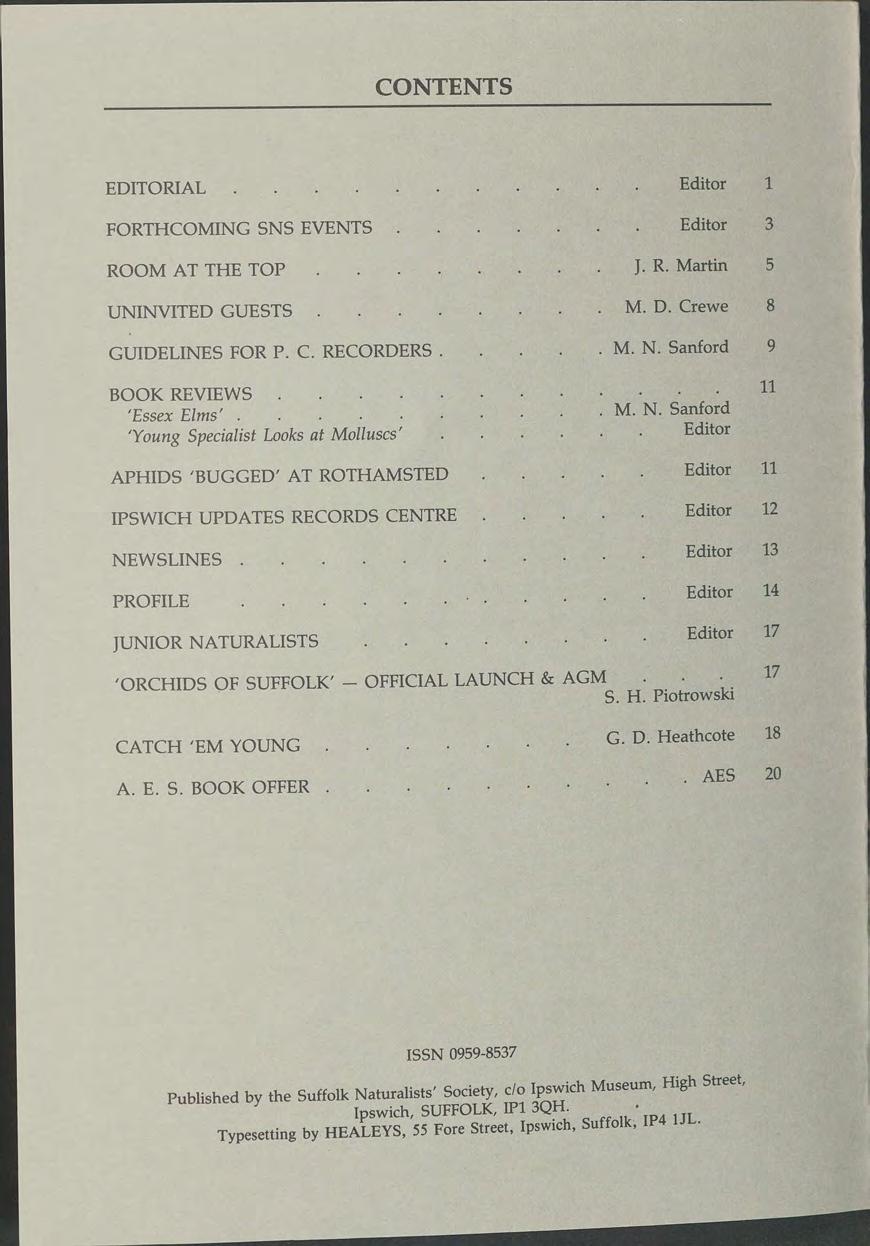 CONTENTS
EDITORIAL . . . . . . . . . . . Editor 1
FORTHCOMING SNS EVENTS . . . . . . . Editor 3
ROOM AT THE TOP . . . . . . . . J. R. Martin 5
UNINVITED GUESTS . . . . . . . . M. D. Crewe 8
GUIDELINES FOR P. C. RECORDERS . . . . . M. N. Sanford 9
BOOK REVIEWS . . . . . . . . . . . . 11
'Essex Elms' . . . . . . . . . . M. N. Sanford
'Young Specialist Looks at Molluscs' . . . . . . Editor
APHIDS 'BUGGED' AT ROTHAMSTED . . . . . Editor 11
IPSWICH UPDATES RECORDS CENTRE . . . . . Editor 12
NEWSLINES . . . . . . . . . . . Editor 13
PROFILE . . . . . . . . . . . Editor 14
JUNIOR NATURALISTS . . . . . . . . Editor 17
'ORCHIDS OF SUFFOLK' — OFFICIAL LAUNCH & AGM . . . 17
S. H. Piotrowski
CATCH 'EM YOUNG . . . . . . . G. D. Heathcote 18
A. E. S. BOOK OFFER . . . . . . . . . . AES 20
ISSN 0959-8537
Published by the Suffolk Naturalists' Society, c/o Ipswich Museum, High Street,
Ipswich, SUFFOLK, IP1 3QH.
Typesetting by HEALEYS, 55 Fore Street, Ipswich, Suffolk, IP4 1JL.